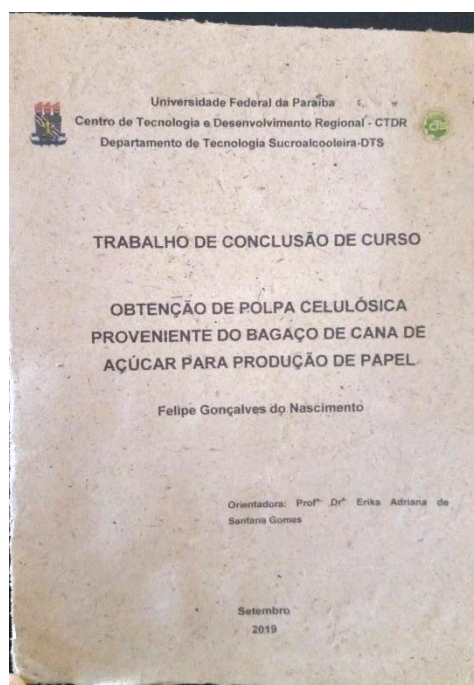 Universidade Federal da Paraíba
Centro de Tecnologia e Desenvolvimento Regional - CTDR
Departamento de Tecnologia Sucroalcooleira-DTS
TRABALHO DE CONCLUSÃO DE CURSO
OBTENÇÃO DE POLPA CELULÓSICA
PROVENIENTE DO BAGAÇO DE CANA DE
AÇÚCAR PARA PRODUÇÃO DE PAPEL
Felipe Gonçalves do Nascimento
Orientadora: Profª Drª Erika Adriana de
Santana Gomes
Setembro
2019